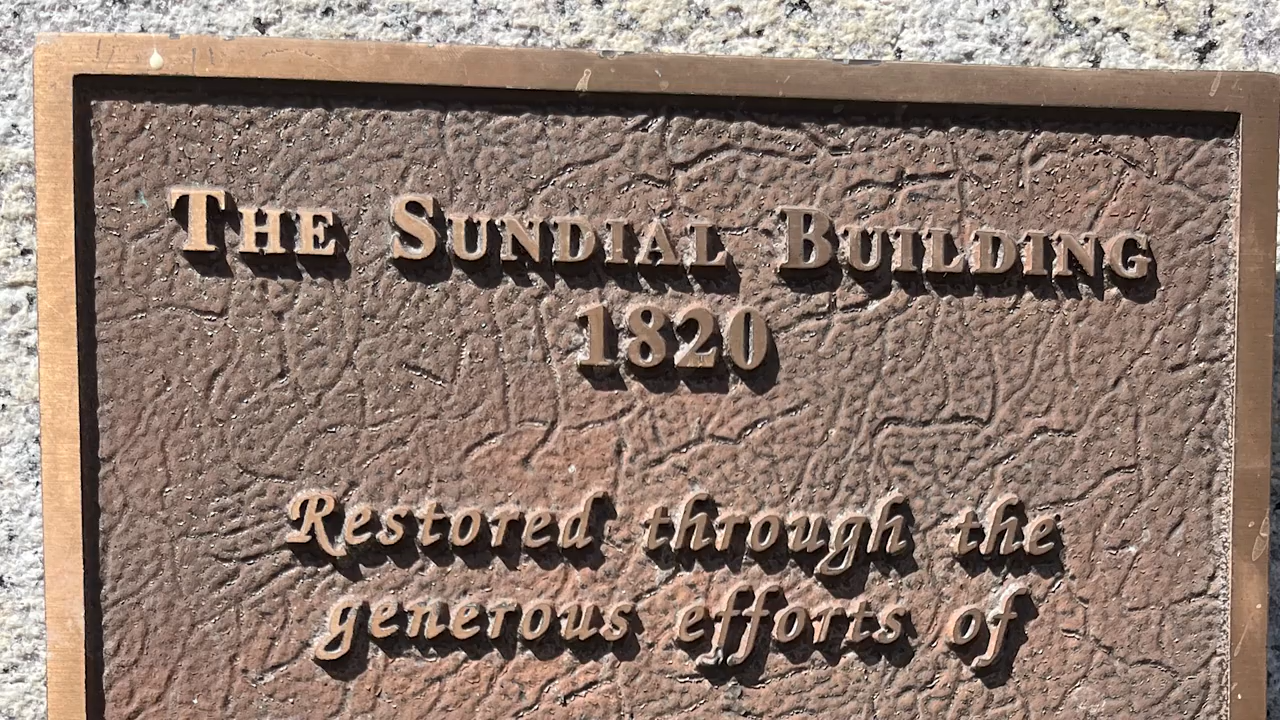 The Sundial Building
1820
Restored through the
generous efforts of